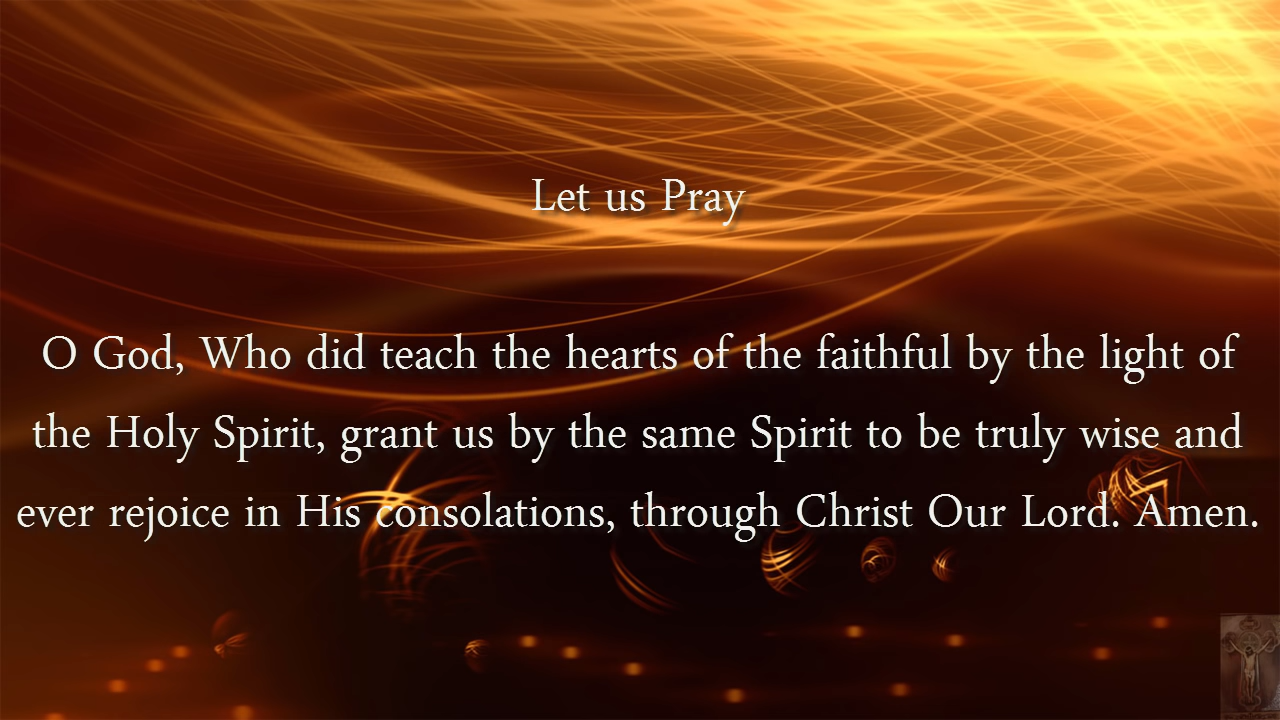 Let us Pray
O God, Who did teach the hearts of the faithful by the light of
the Holy Spirit, grant us by the same Spirit to be truly wise and
ever rejoice in His consolations, through Christ Our Lord. Amen.